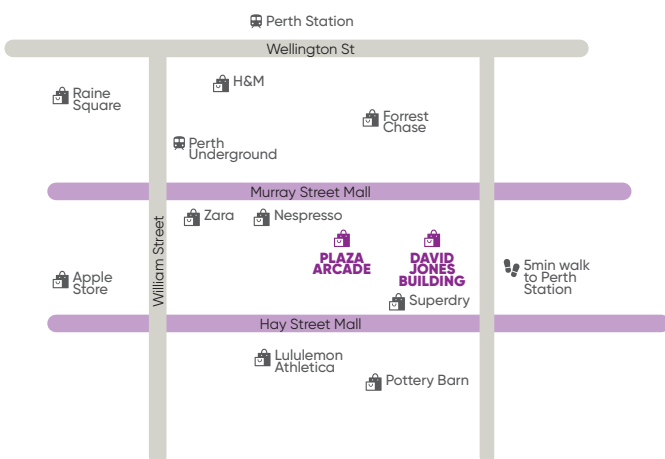 Perth Station
Wellington St
H&M
Raine
Square
Forrest
Chase
Perth
Underground
Murray Street Mall
Zara
Nespresso
William Street
PLAZA
ARCADE
DAVID
JONES
BUILDING
5min walk
to Perth
Station
Apple
Store
Superdry
Hay Street Mall
Lululemon
Athletica
Pottery Barn